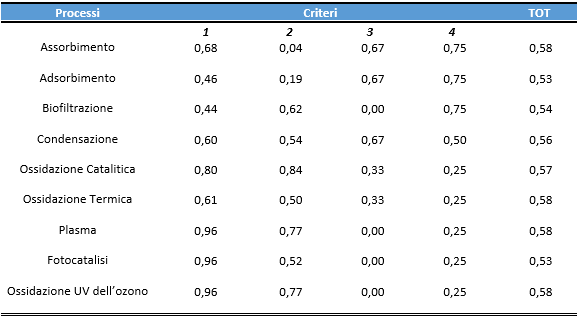 Processi Criteri TOT
1 2 3 4
Assorbimento 0,68 0,04 0,67 0,75 0,58
Adsorbimento 0,46 0,19 0,67 0,75 0,53
Biofiltrazione 0,44 0,62 0,00 0,75 0,54
Condensazione 0,60 0,54 0,67 0,50 0,56
Ossidazione Catalitica 0,80 0,84 0,33 0,25 0,57
Ossidazione Termica 0,61 0,50 0,33 0,25 0,58
Plasma 0,96 0,77 0,00 0,25 0,58
Fotocatalisi 0,96 0,52 0,00 0,25 0,53
Ossidazione UV dell’ozono 0,96 0,77 0,00 0,25 0,58